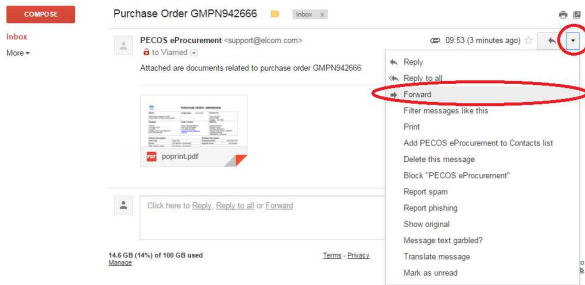 COMPOSE
Inbox
More
Purchase Order GMPN942666 Inbox x
PECOS eProcurement <support@elcom.com>
to Viamed
09:53 (3 minutes ago)
Attached are documents related to purchase order GMPN942666
PDF poprint.pdf
Reply
Reply to all
Forward
Filter messages like this
Print
Add PECOS eProcurement to Contacts list
Delete this message
Block "PECOS eProcurement"
Report spam
Report phishing
Show original
Message text garbled?
Translate message
Mark as unread
Click here to Reply, Reply to all or Forward
14.6 GB (14%) of 100 GB used
Manage
Terms - Privacy